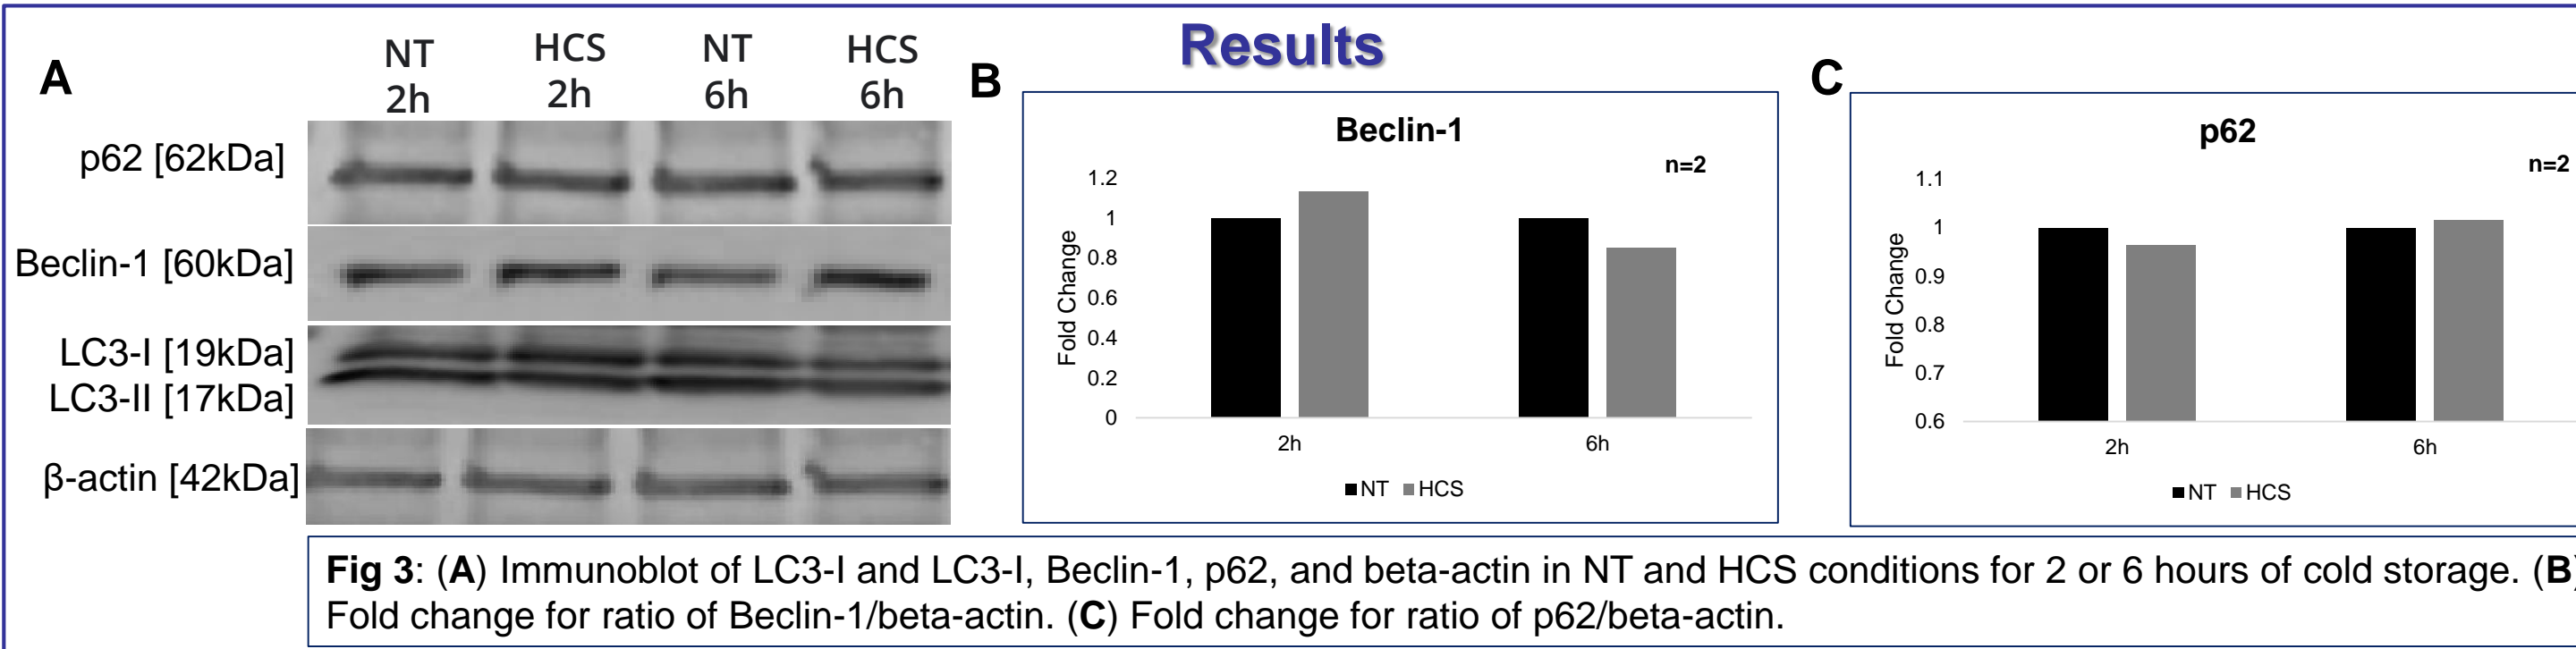 Results
A
NT
2h
HCS
2h
NT
6h
HCS
6h
p62 [62kDa]
Beclin-1 [60kDa]
LC3-I [19kDa]
LC3-II [17kDa]
β-actin [42kDa]
B
Beclin-1
n=2
Fold Change
1.2
1
0.8
0.6
0.4
0.2
0
2h
6h
NT
HCS
C
p62
n=2
Fold Change
1.1
1
0.9
0.8
0.7
0.6
2h
6h
NT
HCS
Fig 3: (A) Immunoblot of LC3-I and LC3-I, Beclin-1, p62, and beta-actin in NT and HCS conditions for 2 or 6 hours of cold storage. (B)
Fold change for ratio of Beclin-1/beta-actin. (C) Fold change for ratio of p62/beta-actin.